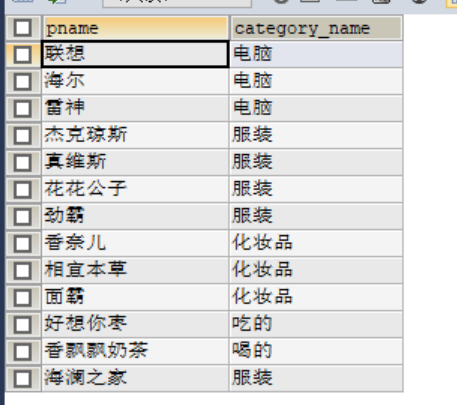 pname category_name
联想 电脑
海尔 电脑
雷神 电脑
杰克琼斯 服装
真维斯 服装
花花公子 服装
劲霸 服装
香奈儿 化妆品
相宜本草 化妆品
面霸 化妆品
好想你枣 吃的
香飘飘奶茶 喝的
海澜之家 服装